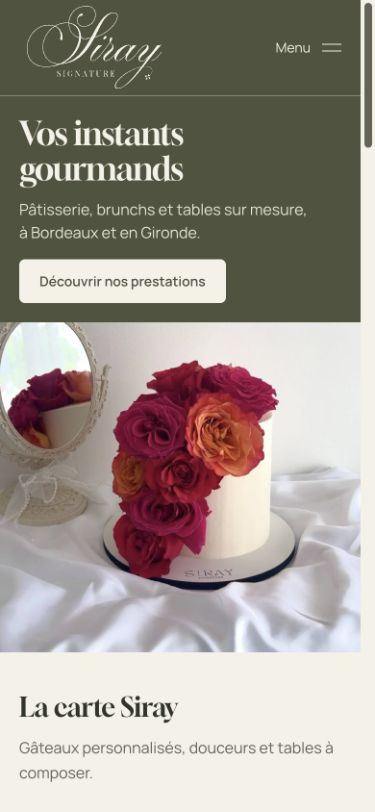 Siray
SIGNATURE
Menu
Vos instants
gourmands
Pâtisserie, brunchs et tables sur mesure,
à Bordeaux et en Gironde.
Découvrir nos prestations
SIRAY
La carte Siray
Gâteaux personnalisés, douceurs et tables à
composer.